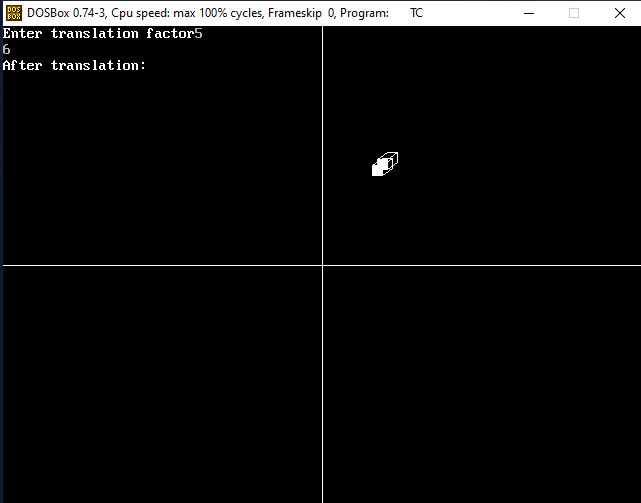 DOS
BOX
DOSBox 0.74-3, Cpu speed: max 100% cycles, Frameskip 0, Program: TC
Enter translation factor5
6
After translation: